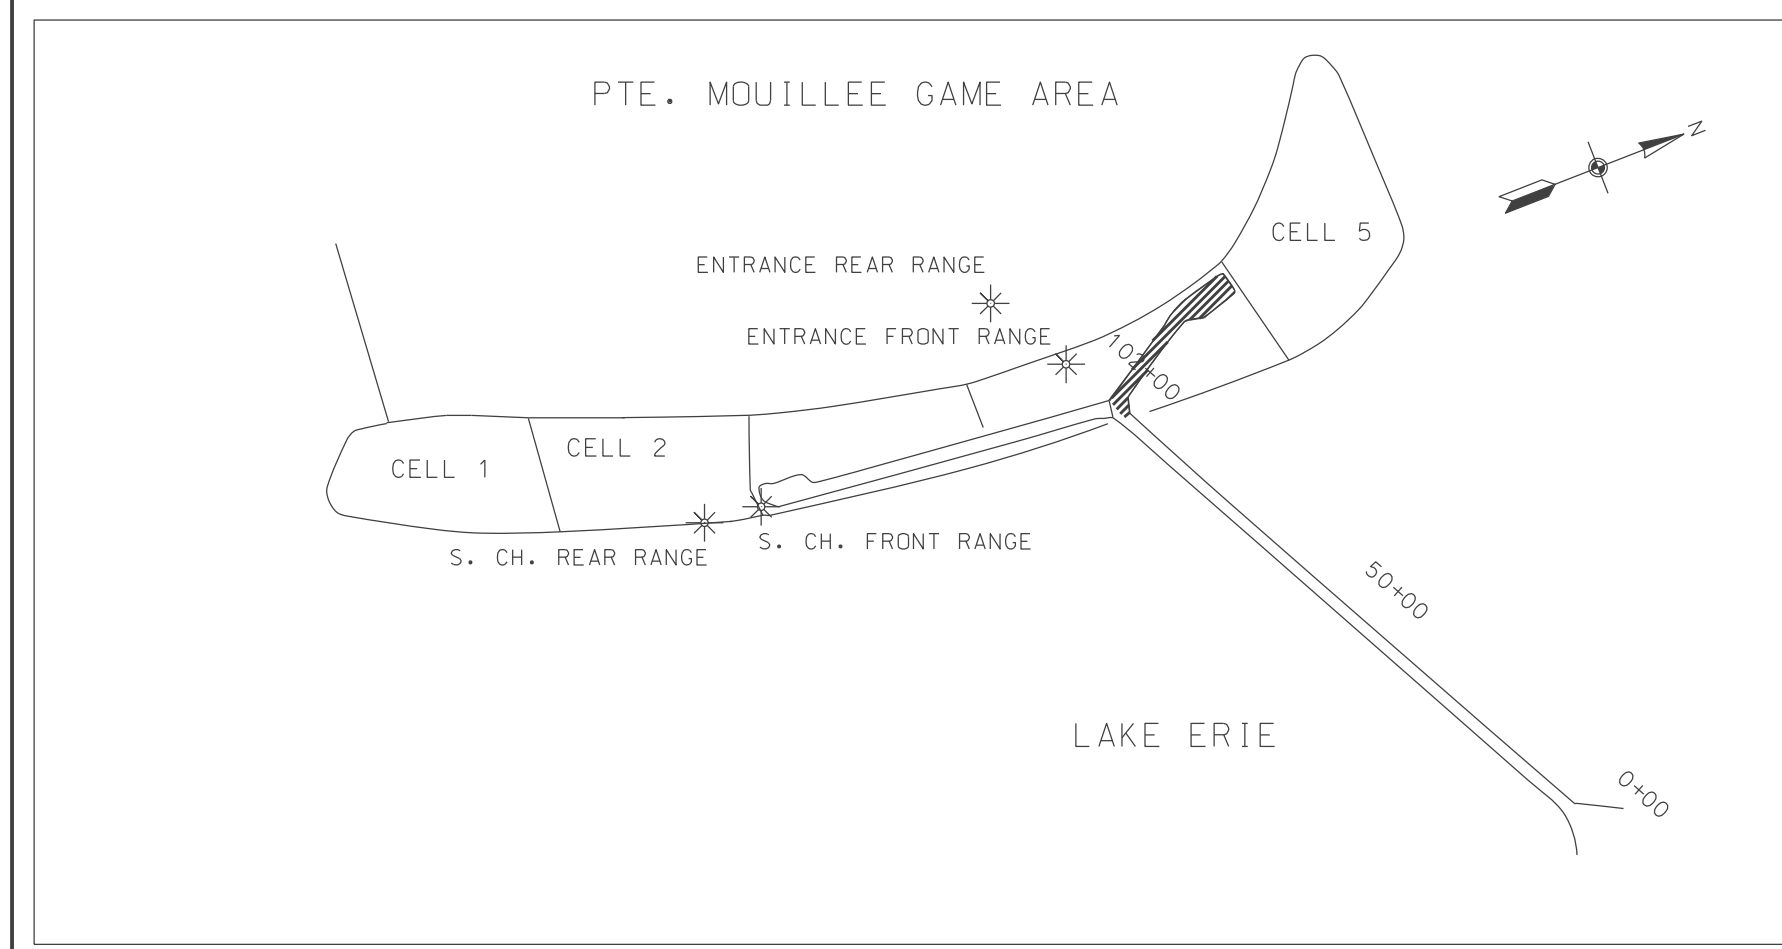 PTE. MOUILLEE GAME AREA
N
CELL 5
ENTRANCE REAR RANGE
ENTRANCE FRONT RANGE
CELL 2
CELL 1
S. CH. FRONT RANGE
S. CH. REAR RANGE
50+00
LAKE ERIE
0+00